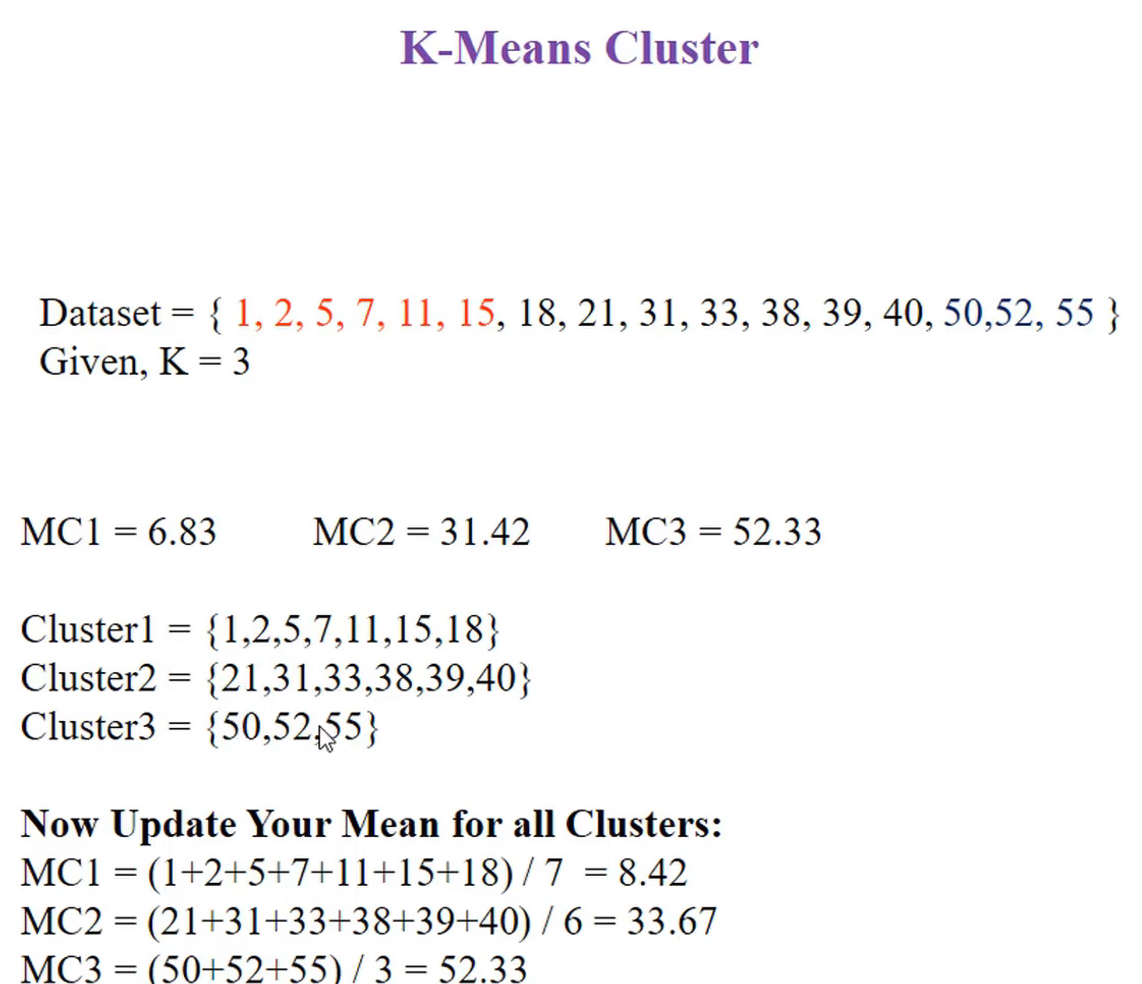 K-Means Cluster
Dataset = { 1, 2, 5, 7, 11, 15, 18, 21, 31, 33, 38, 39, 40, 50,52, 55 }
Given, K = 3
MC1 = 6.83 MC2 = 31.42 MC3 = 52.33
Cluster1 = {1,2,5,7,11,15,18}
Cluster2 = {21,31,33,38,39,40}
Cluster3 = {50,52,55}
Now Update Your Mean for all Clusters:
MC1 = (1+2+5+7+11+15+18) / 7 = 8.42
MC2 = (21+31+33+38+39+40) / 6 = 33.67
MC3 = (50+52+55) / 3 = 52.33